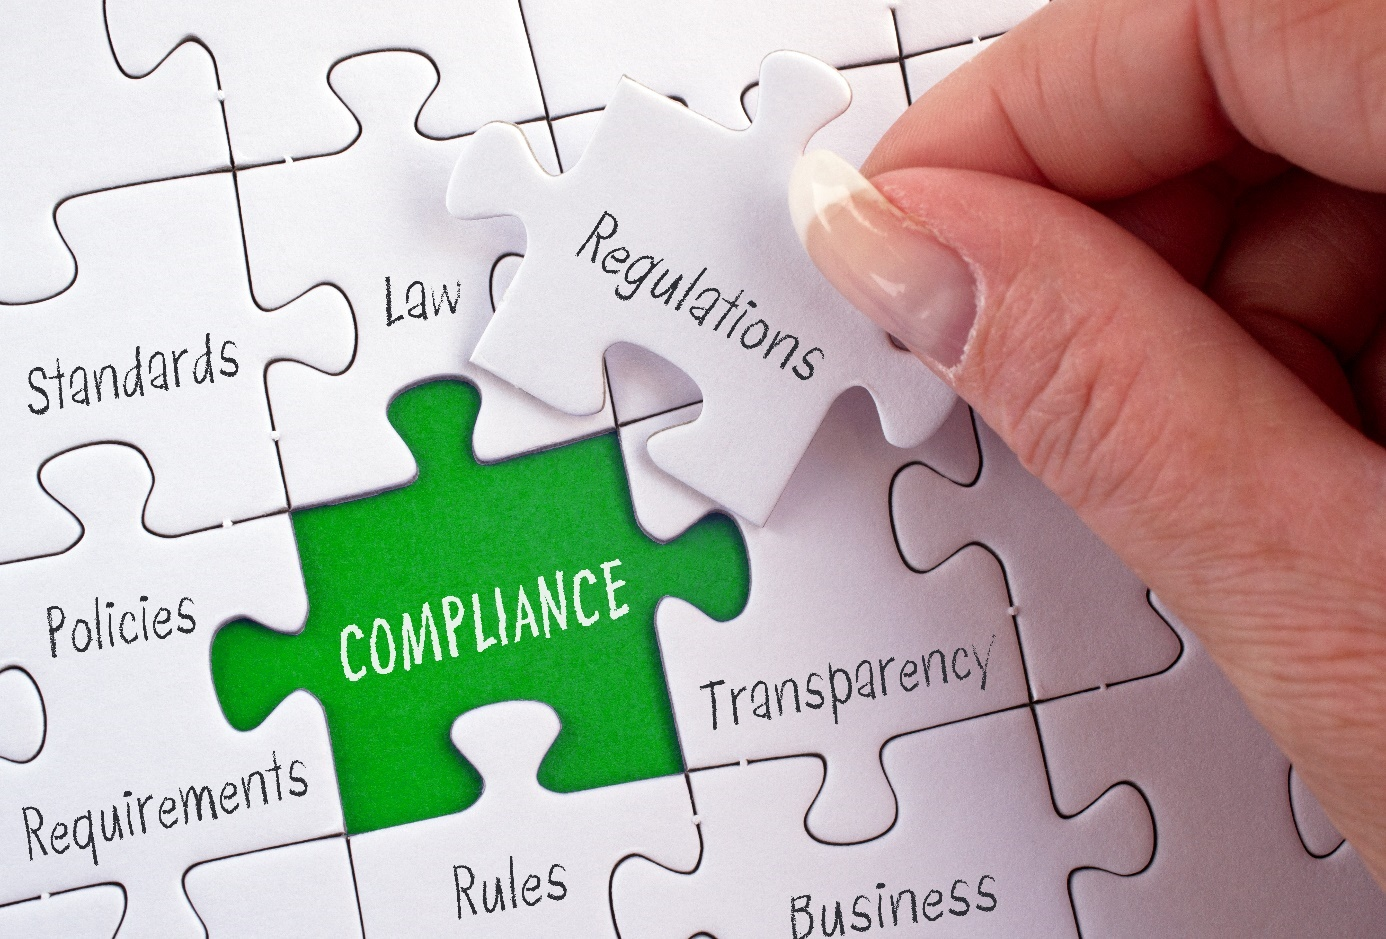 Regulations
Law
Standards
COMPLIANCE
Policies
Transparency
Requirements
Rules
Business